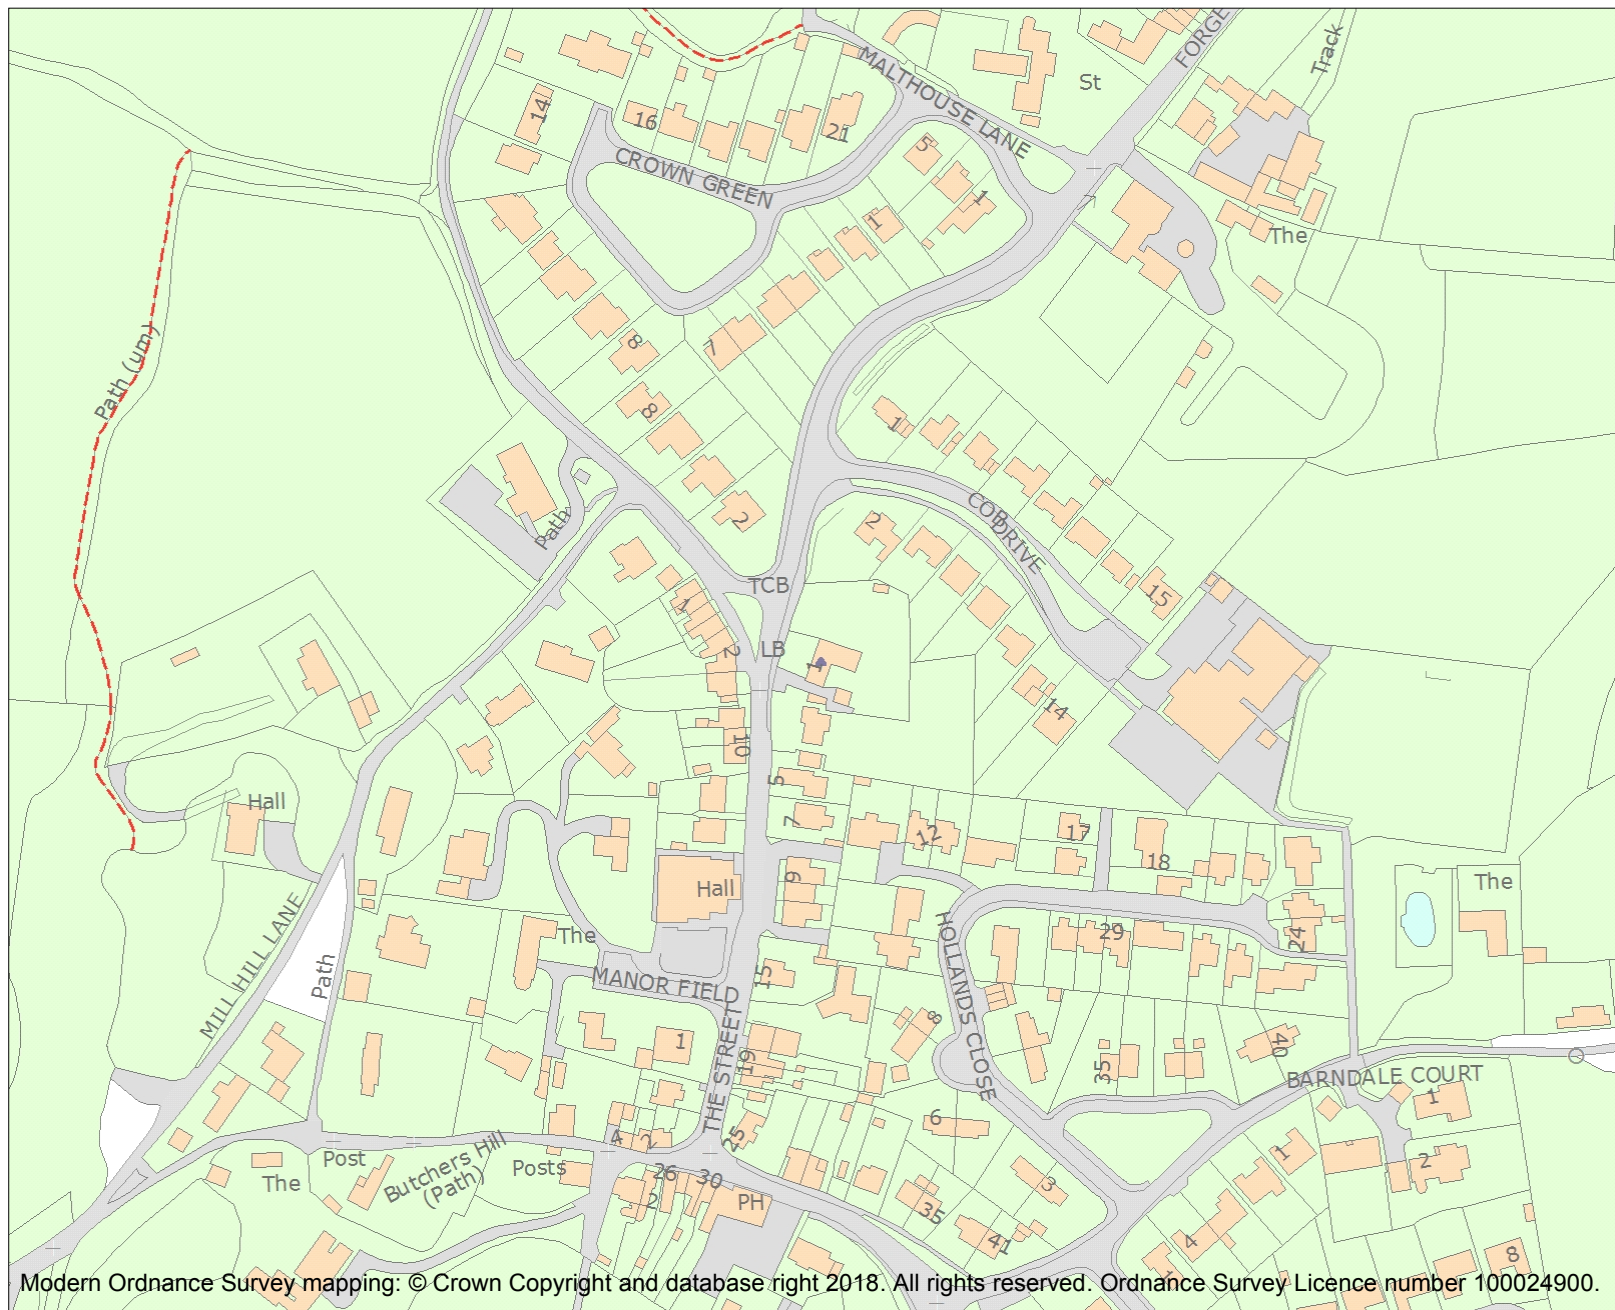 FORGE
Track
MALTHOUSE LANE
St
14
16
21
CROWN GREEN
5
1
1
The
Path (um)
8
7
8
1
2
Path
COB DRIVE
2
TCB
15
1
LB
2
1
14
10
5
Hall
7
12
17
18
The
Hall
9
HOLLANDS CLOSE
29
24
The
MILL HILL LANE
Path
MANOR FIELD
15
THE STREET
8
1
19
40
35
BARNDALE COURT
1
6
4
2
25
Post
Butchers Hill
(Path)
Posts
The
26
30
2
PH
35
3
41
1
2
4
8
1
Modern Ordnance Survey mapping: © Crown Copyright and database right 2018. All rights reserved. Ordnance Survey Licence number 100024900.